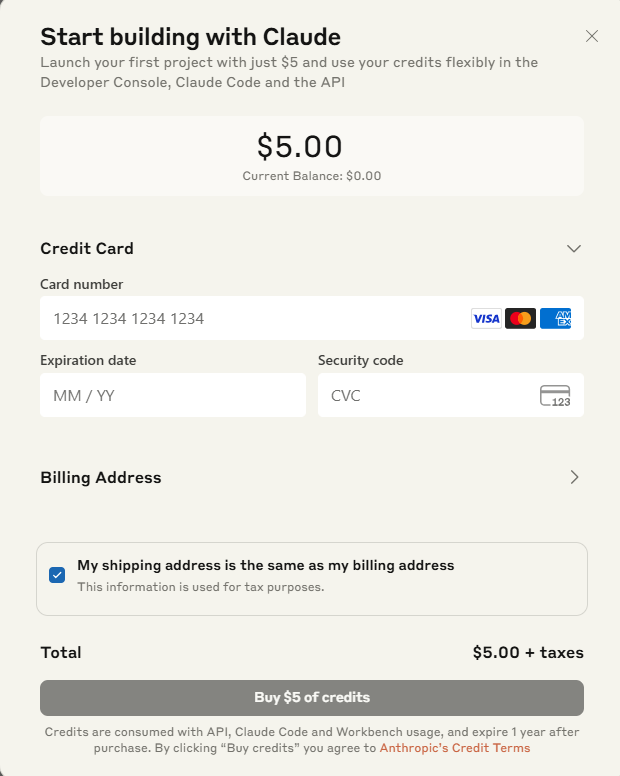 Start building with Claude
Launch your first project with just $5 and use your credits flexibly in the
Developer Console, Claude Code and the API
$5.00
Current Balance: $0.00
Credit Card
Card number
1234 1234 1234 1234
VISA
AM
EX
Expiration date
Security code
MM / YY
CVC
123
Billing Address
My shipping address is the same as my billing address
This information is used for tax purposes.
Total
$5.00 + taxes
Buy $5 of credits
Credits are consumed with API, Claude Code and Workbench usage, and expire 1 year after
purchase. By clicking “Buy credits” you agree to Anthropic's Credit Terms